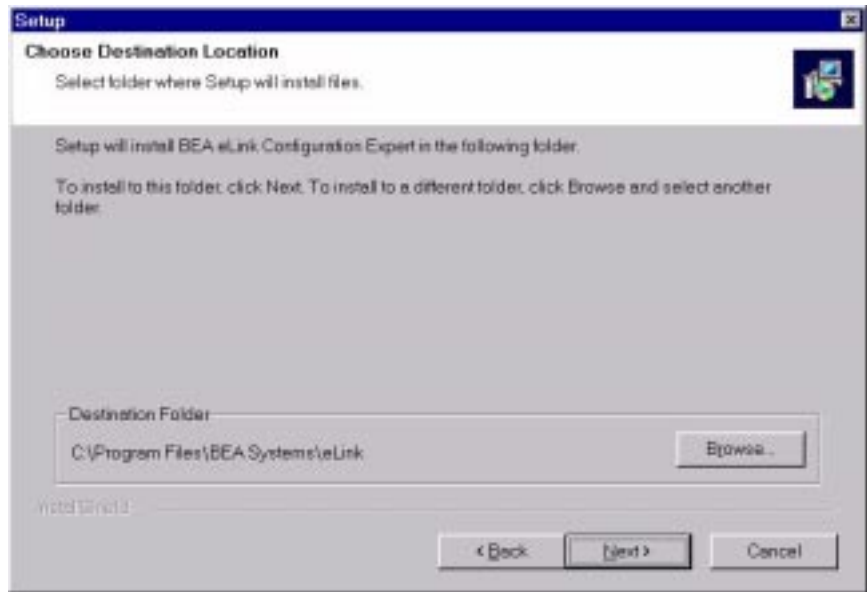 Setup
Choose Destination Location
Select folder where Setup will install files.
Setup will install BEA eLink Configuration Expert in the following folder.
To install to this folder, click Next. To install to a different folder, click Browse and select another
folder.
Destination Folder
C:\Program Files\BEA Systems\eLink
Browse...
InstallShield
< Back
Next >
Cancel